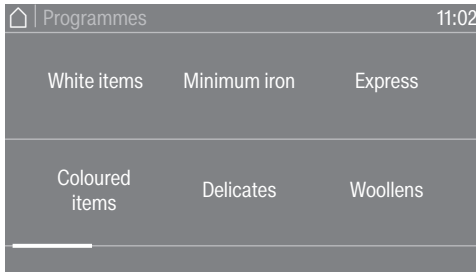 Programmes 11:02
White items Minimum iron Express
Coloured
items Delicates Woollens